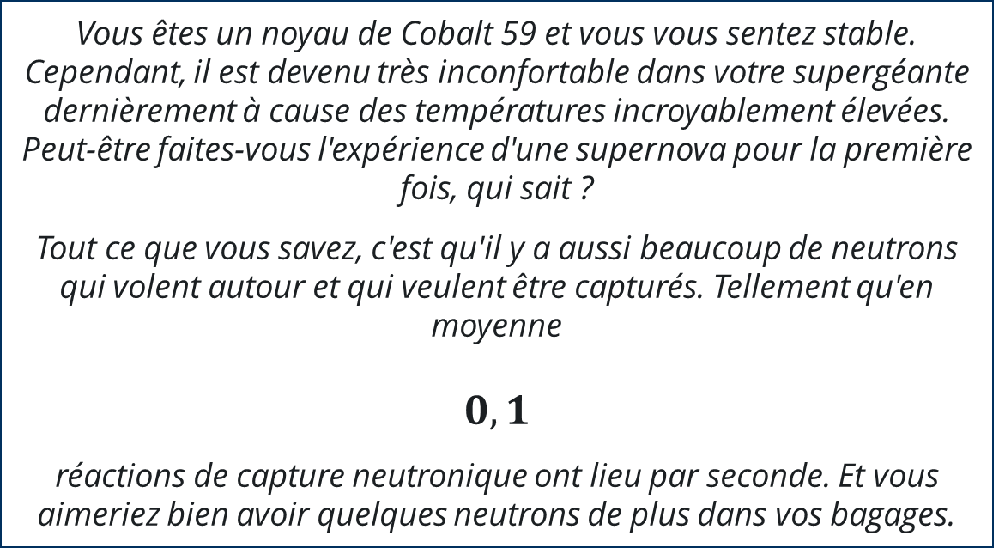 Vous êtes un noyau de Cobalt 59 et vous vous sentez stable.
Cependant, il est devenu très inconfortable dans votre supergéante
dernièrement à cause des températures incroyablement élevées.
Peut-être faites-vous l'expérience d'une supernova pour la première
fois, qui sait ?
Tout ce que vous savez, c'est qu'il y a aussi beaucoup de neutrons
qui volent autour et qui veulent être capturés. Tellement qu'en
moyenne
0, 1
réactions de capture neutronique ont lieu par seconde. Et vous
aimeriez bien avoir quelques neutrons de plus dans vos bagages.